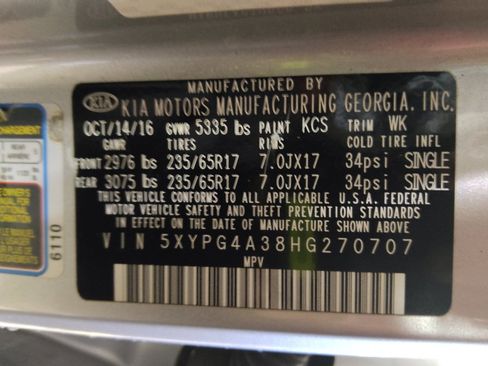 MANUFACTURED BY
KIA KIA MOTORS MANUFACTURING GEORGIA, INC.
OCT/14/16 GVWR 5335 lbs PAINT KCS TRIM WK
GAWR TIRES RIMS COLD TIRE INFL
FRONT 2976 lbs 235/65R17 7.0JX17 34psi SINGLE
REAR 3075 lbs 235/65R17 7.0JX17 34psi SINGLE
THIS VEHICLE CONFORMS TO ALL APPLICABLE U.S.A. FEDERAL
MOTOR VEHICLE SAFETY AND THEFT PREVENTION STANDARDS
IN EFFECT ON THE DATE OF MANUFACTURE SHOWN ABOVE.
VIN 5XYPG4A38HG270707
MPV
6110